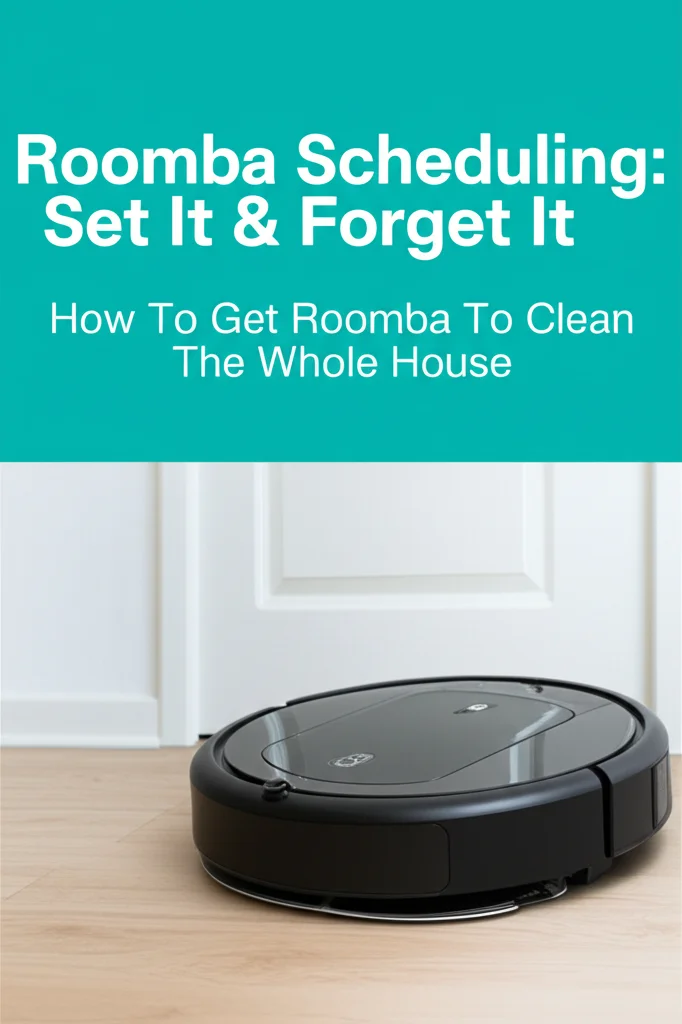 Roomba Scheduling:
Set It & Forget It
How To Get Roomba To Clean
The Whole House